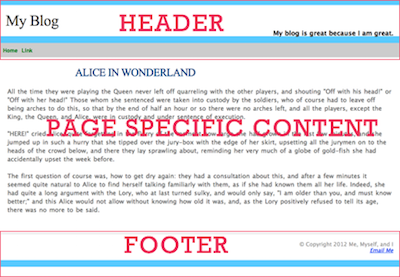 My Blog
HEADER
My blog is great because I am great.
Home Link
ALICE IN WONDERLAND
All the time they were playing the Queen never left off quarrelling with the other players, and shouting "Off with his head!" or
"Off with her head!" Those whom she sentenced were taken into custody by the soldiers, who of course had to leave off
being arches to do this, so that by the end of half an hour or so there were no arches left, and all the players, except the
King, the Queen, and Alice, were in custody and under sentence of execution.
PAGE SPECIFIC CONTENT
"HERE!" cried
jumped up in such a hurry that she tipped over the jury-box with the edge of her skirt, upsetting all the jurymen on to the
heads of the crowd below, and there they lay sprawling about, reminding her very much of a globe of gold-fish she had
accidentally upset the week before.
The first question of course was, how to get dry again: they had a consultation about this, and after a few minutes it
seemed quite natural to Alice to find herself talking familiarly with them, as if she had known them all her life. Indeed, she
had quite a long argument with the Lory, who at last turned sulky, and would only say, "I am older than you, and must know
better;" and this Alice would not allow without knowing how old it was, and, as the Lory positively refused to tell its age,
there was no more to be said.
FOOTER
© Copyright 2012 Me, Myself, and I
Email Me